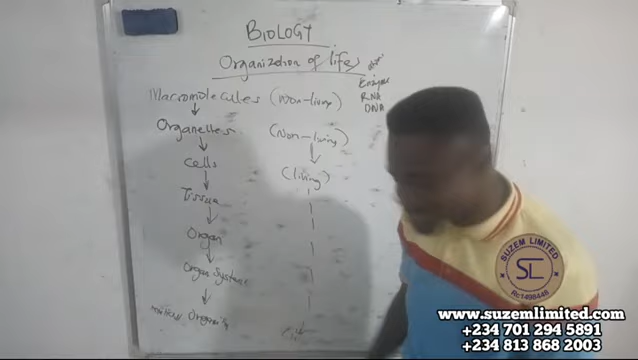 BIOLOGY
Organization of life
Macromolecules (Non-living)
Enzyme
RNA
DNA
Organelles (Non-living)
Cells (living)
Tissue
Organ
Organ System
SUZEM LIMITED
SL
Rc1498448
www.suzemlimited.com
+234 701 294 5891
+234 813 868 2003